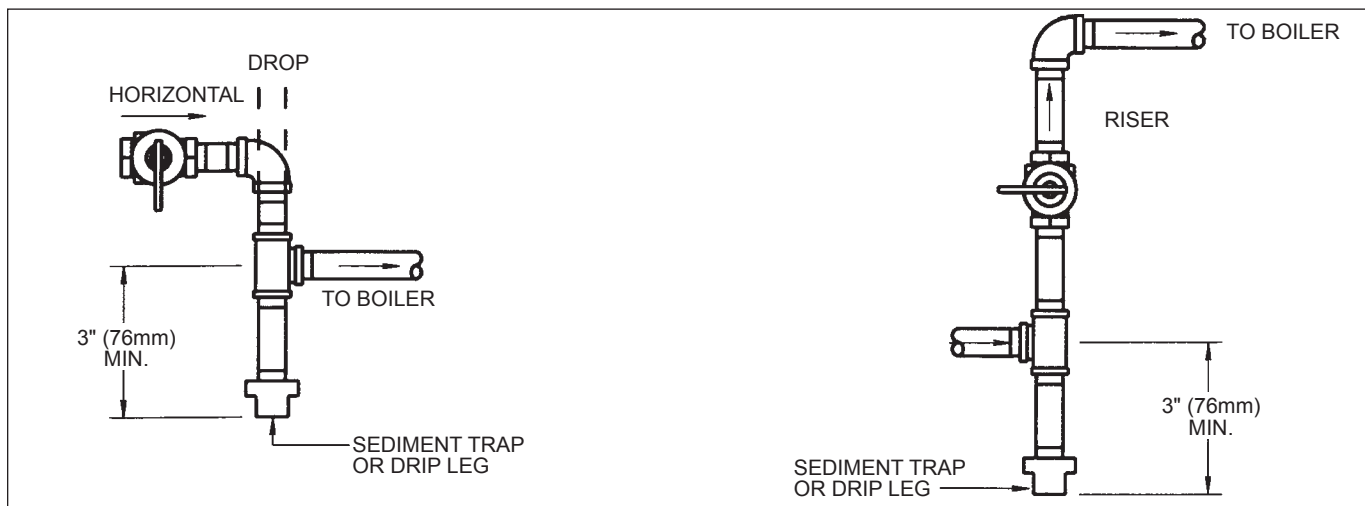 DROP
HORIZONTAL
TO BOILER
3" (76mm)
MIN.
SEDIMENT TRAP
OR DRIP LEG
TO BOILER
RISER
3" (76mm)
MIN.
SEDIMENT TRAP
OR DRIP LEG